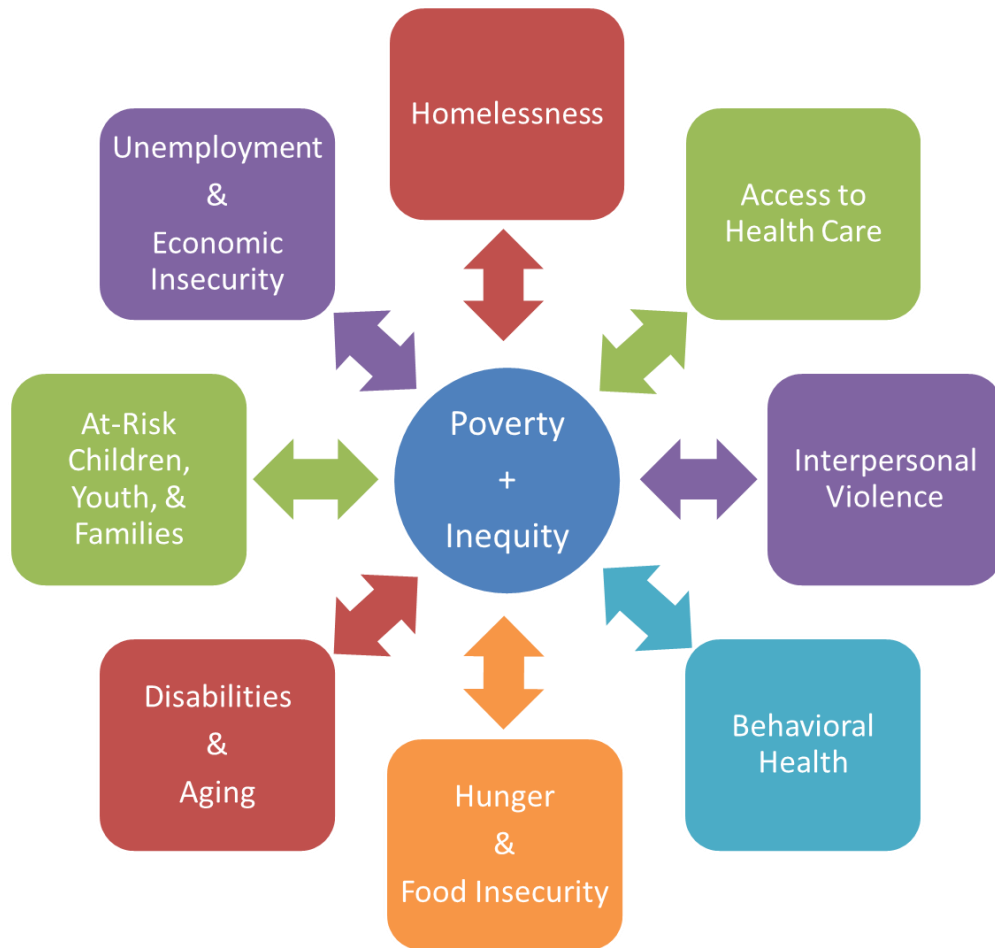 Homelessness
Unemployment
&
Economic
Insecurity
Access to
Health Care
Poverty
+
Inequity
At-Risk
Children,
Youth, &
Families
Interpersonal
Violence
Disabilities
&
Aging
Behavioral
Health
Hunger
&
Food Insecurity